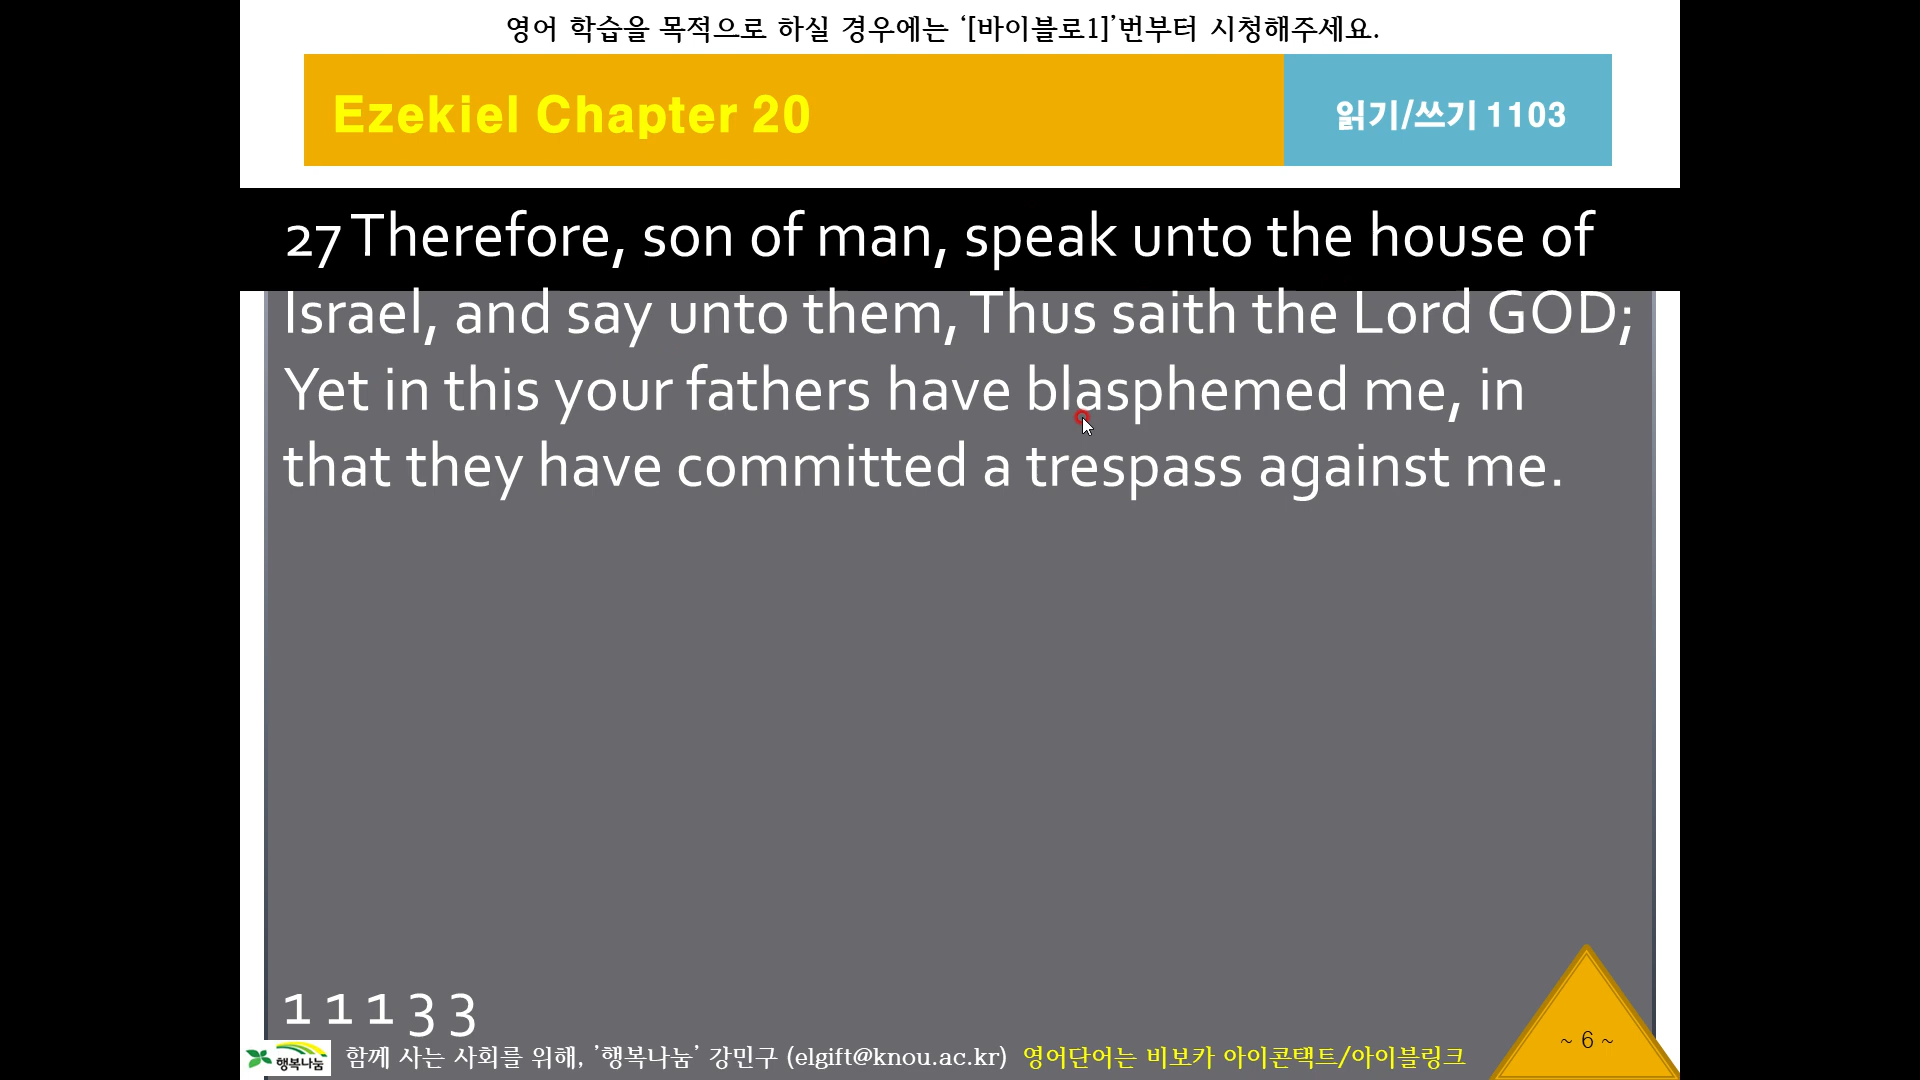 영어 학습을 목적으로 하실 경우에는 ‘[바이블로1]’번부터 시청해주세요.
Ezekiel Chapter 20
읽기/쓰기 1103
27 Therefore, son of man, speak unto the house of
Israel, and say unto them, Thus saith the Lord GOD;
Yet in this your fathers have blasphemed me, in
that they have committed a trespass against me.
1 1 1 3 3
~ 6 ~
행복나눔 함께 사는 사회를 위해, ’행복나눔’ 강민구 (elgift@knou.ac.kr) 영어단어는 비보카 아이콘택트/아이블링크